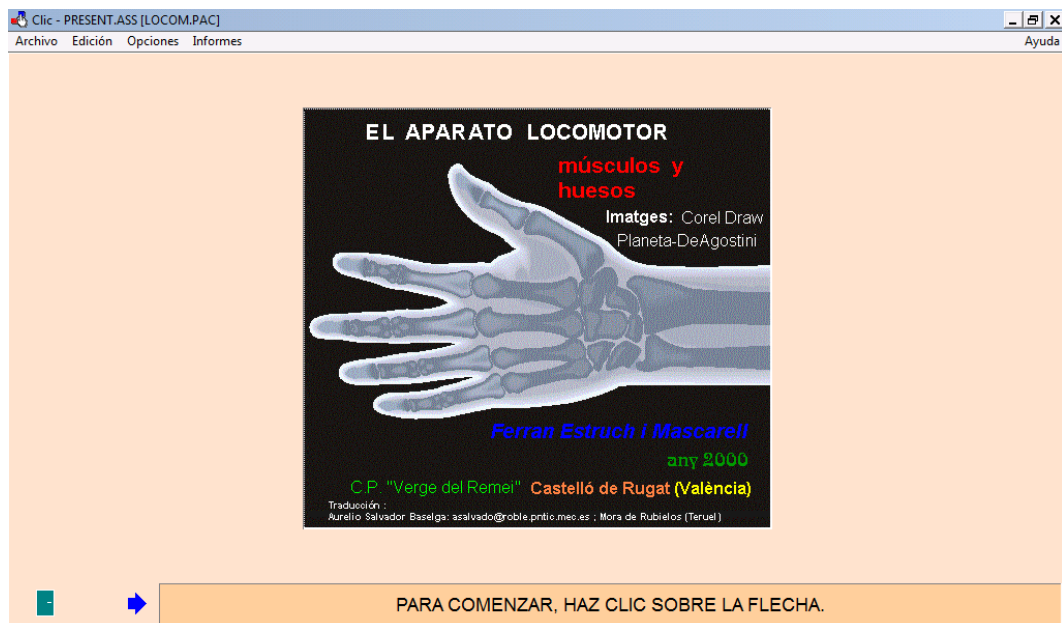 Clic - PRESENT.ASS [LOCOM.PAC]
Archivo Edición Opciones Informes Ayuda
EL APARATO LOCOMOTOR
músculos y
huesos
Imatges: Corel Draw
Planeta-DeAgostini
Ferran Estruch i Mascarell
any 2000
C.P. "Verge del Remei" Castelló de Rugat (València)
Traducción :
Aurelio Salvador Baselga: asalvado@roble.pntic.mec.es ; Mora de Rubielos (Teruel)
PARA COMENZAR, HAZ CLIC SOBRE LA FLECHA.